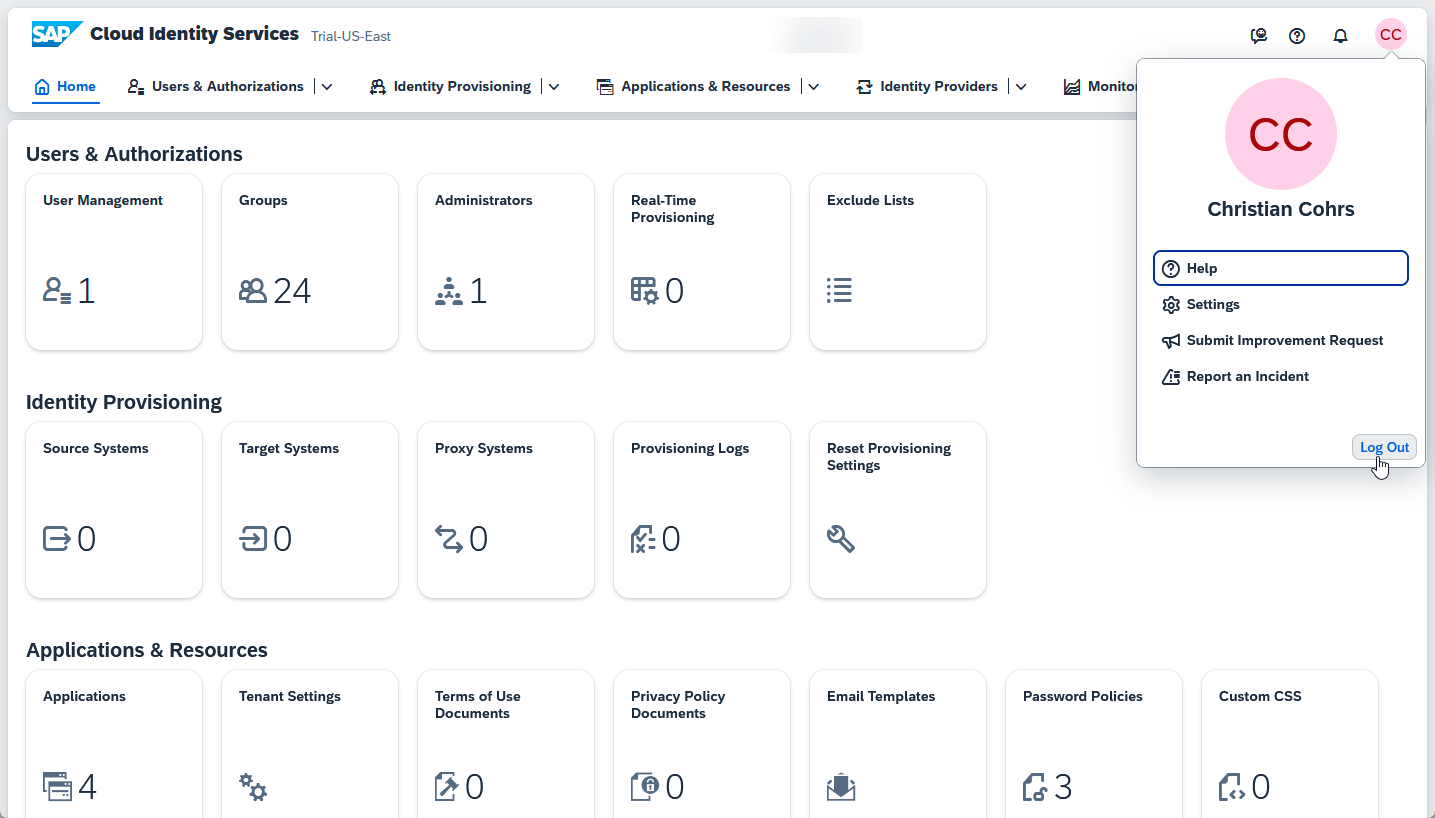 SAP Cloud Identity Services Trial-US-East
CC
Home Users & Authorizations Identity Provisioning Applications & Resources Identity Providers Monitor
CC
Christian Cohrs
Help
Settings
Submit Improvement Request
Report an Incident
Log Out
Users & Authorizations
User Management
1
Groups
24
Administrators
1
Real-Time
Provisioning
0
Exclude Lists
Identity Provisioning
Source Systems
0
Target Systems
0
Proxy Systems
0
Provisioning Logs
0
Reset Provisioning
Settings
Applications & Resources
Applications
4
Tenant Settings
Terms of Use
Documents
0
Privacy Policy
Documents
0
Email Templates
Password Policies
3
Custom CSS
0